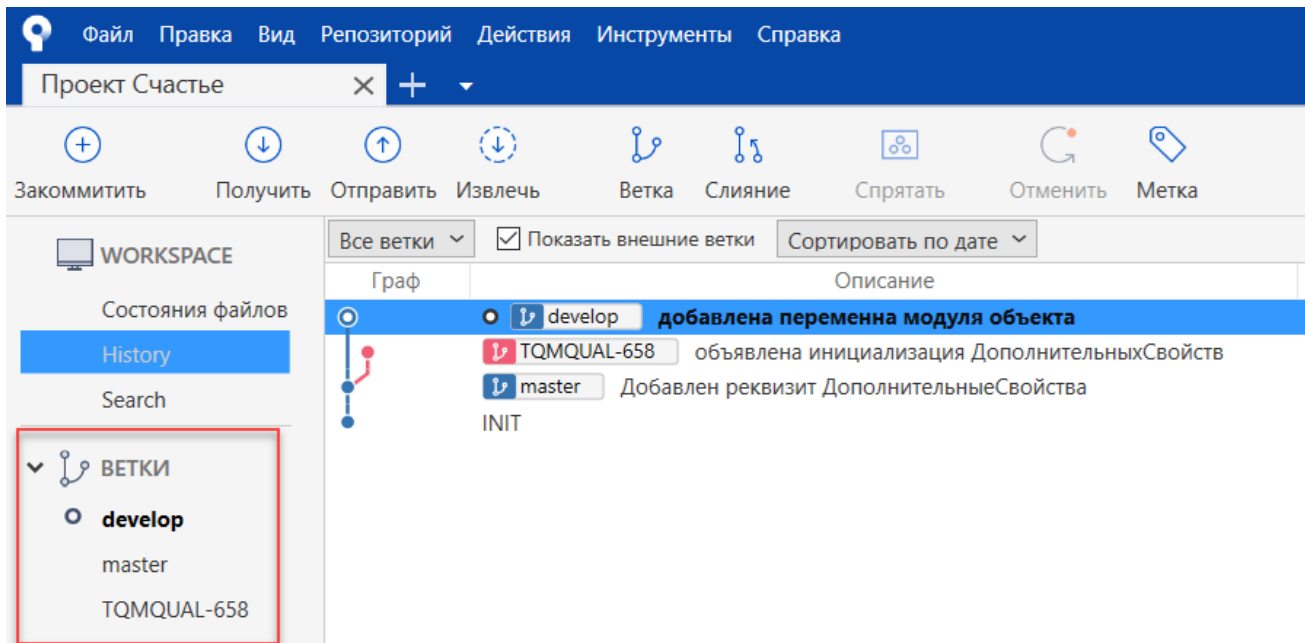 Файл Правка Вид Репозиторий Действия Инструменты Справка
Проект Счастье
Закоммитить Получить Отправить Извлечь Ветка Слияние Спрятать Отменить Метка
WORKSPACE
Состояния файлов
History
Search
ВЕТКИ
develop
master
TQMQUAL-658
Все ветки Показать внешние ветки Сортировать по дате
Граф Описание
develop добавлена переменна модуля объекта
TQMQUAL-658 объявлена инициализация ДополнительныхСвойств
master Добавлен реквизит ДополнительныеСвойства
INIT